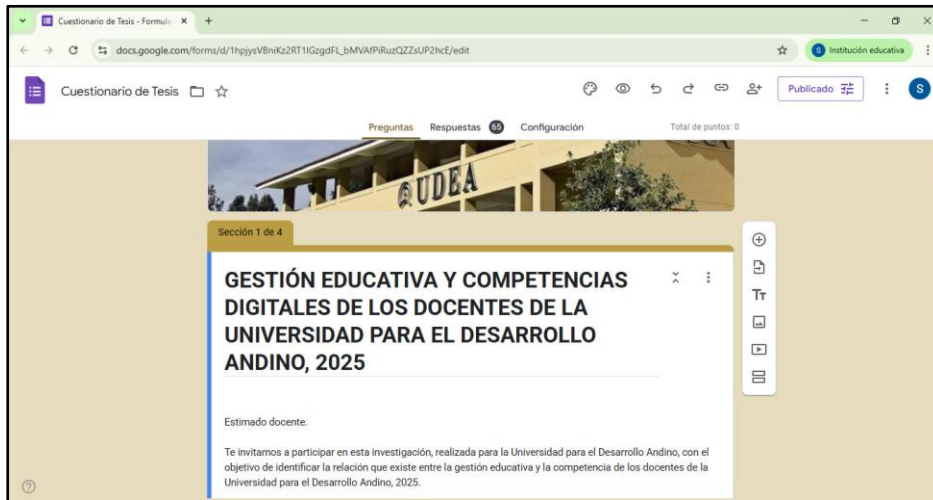 Cuestionario de Tesis - Formula
docs.google.com/forms/d/1hpjysVBniKz2RT1IGzgdFL_bMVAfPiRuzQZZsUP2hcE/edit
S Institución educativa
Cuestionario de Tesis
Publicado
S
Preguntas Respuestas 65 Configuración Total de puntos: 0
UDEA
Sección 1 de 4
GESTIÓN EDUCATIVA Y COMPETENCIAS
DIGITALES DE LOS DOCENTES DE LA
UNIVERSIDAD PARA EL DESARROLLO
ANDINO, 2025
Tт
Estimado docente.
Te invitamos a participar en esta investigación, realizada para la Universidad para el Desarrollo Andino, con el
objetivo de identificar la relación que existe entre la gestión educativa y la competencia de los docentes de la
Universidad para el Desarrollo Andino, 2025.